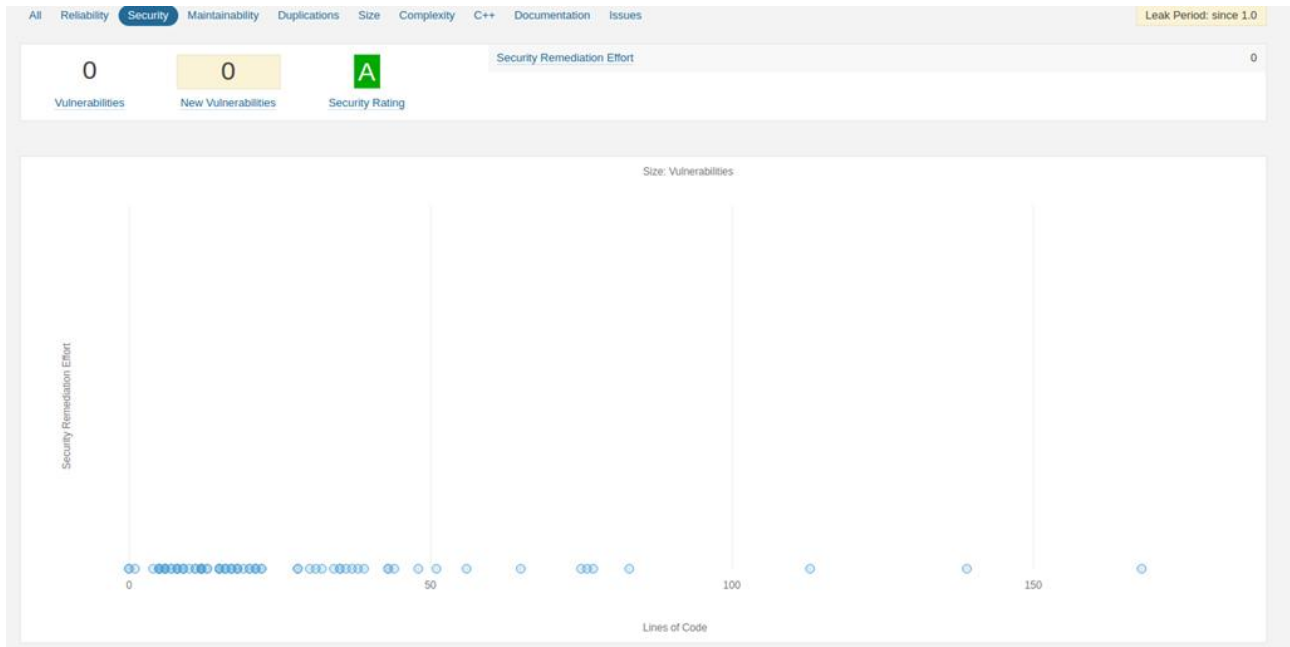 All Reliability Security Maintainability Duplications Size Complexity C++ Documentation Issues Leak Period: since 1.0
0 0 A Security Remediation Effort 0
Vulnerabilities New Vulnerabilities Security Rating
Size: Vulnerabilities
Security Remediation Effort
0 50 100 150
Lines of Code